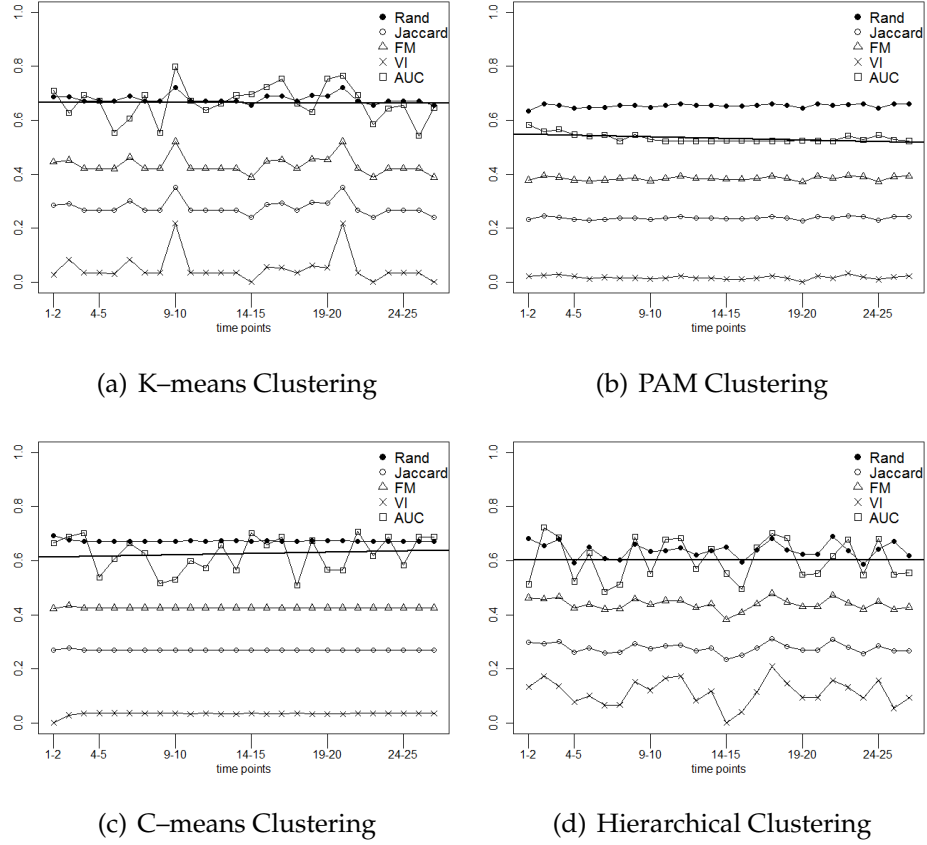 1.0
0.8
0.6
0.4
0.2
0.0
Rand
Jaccard
FM
VI
AUC
1-2 4-5 9-10 14-15 19-20 24-25
time points
(a) K–means Clustering
1.0
0.8
0.6
0.4
0.2
0.0
Rand
Jaccard
FM
VI
AUC
1-2 4-5 9-10 14-15 19-20 24-25
time points
(b) PAM Clustering
1.0
0.8
0.6
0.4
0.2
0.0
Rand
Jaccard
FM
VI
AUC
1-2 4-5 9-10 14-15 19-20 24-25
time points
(c) C–means Clustering
1.0
0.8
0.6
0.4
0.2
0.0
Rand
Jaccard
FM
VI
AUC
1-2 4-5 9-10 14-15 19-20 24-25
time points
(d) Hierarchical Clustering